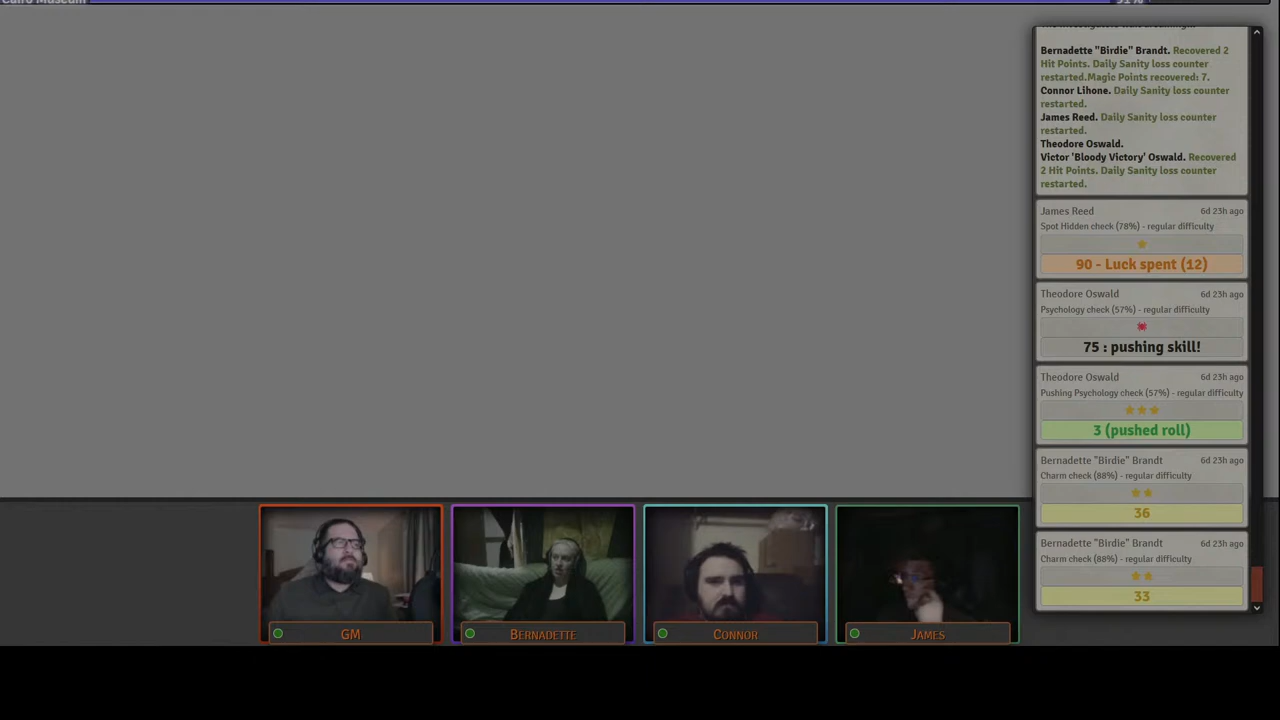 Cairo Museum
91%
Bernadette "Birdie" Brandt. Recovered 2
Hit Points. Daily Sanity loss counter
restarted.Magic Points recovered: 7.
Connor Lihone. Daily Sanity loss counter
restarted.
James Reed. Daily Sanity loss counter
restarted.
Theodore Oswald.
Victor 'Bloody Victory' Oswald. Recovered
2 Hit Points. Daily Sanity loss counter
restarted.
James Reed 6d 23h ago
Spot Hidden check (78%) - regular difficulty
90 - Luck spent (12)
Theodore Oswald 6d 23h ago
Psychology check (57%) - regular difficulty
75 : pushing skill!
Theodore Oswald 6d 23h ago
Pushing Psychology check (57%) - regular difficulty
3 (pushed roll)
Bernadette "Birdie" Brandt 6d 23h ago
Charm check (88%) - regular difficulty
36
Bernadette "Birdie" Brandt 6d 23h ago
Charm check (88%) - regular difficulty
33
GM
Bernadette
Connor
James